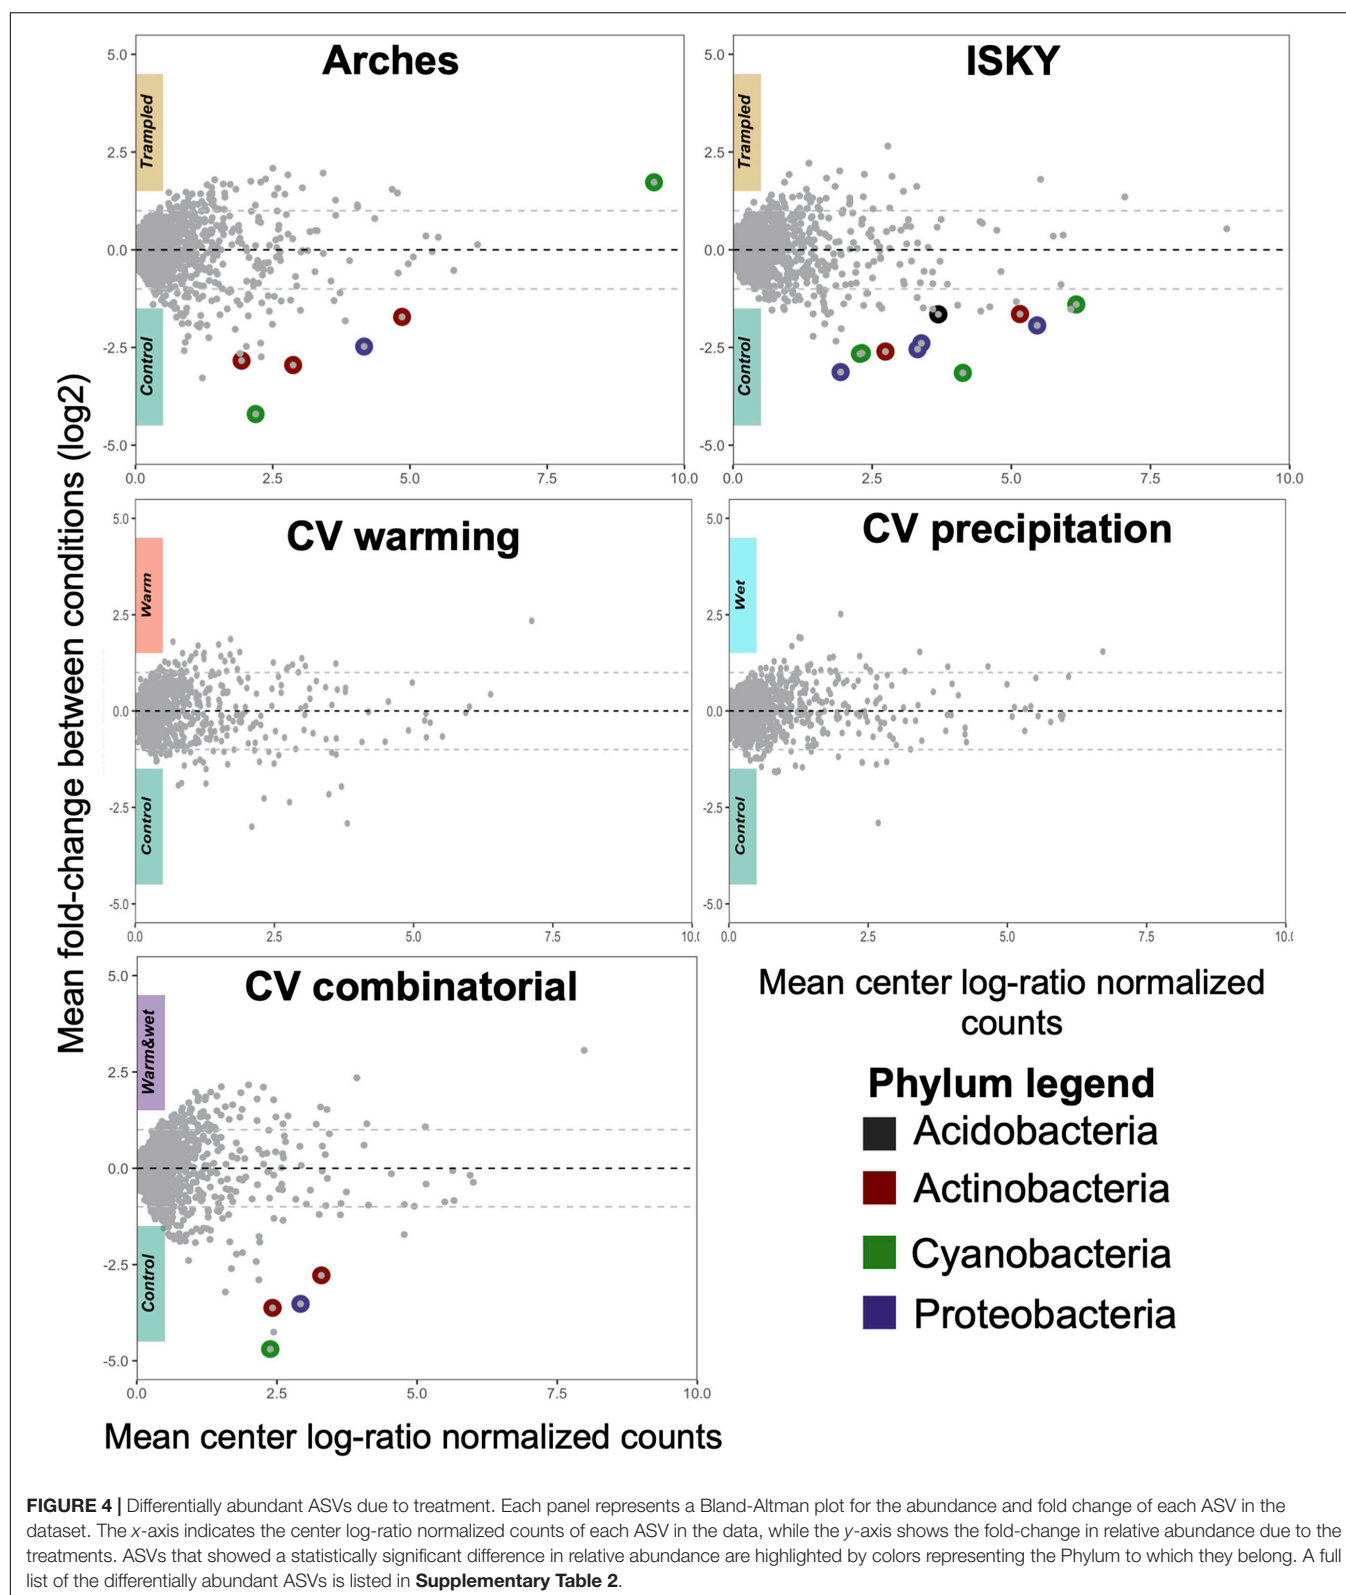 Mean fold-change between conditions (log2)
Arches
Trampled
Control
5.0
2.5
0.0
-2.5
-5.0
0.0 2.5 5.0 7.5 10.0
ISKY
Trampled
Control
5.0
2.5
0.0
-2.5
-5.0
0.0 2.5 5.0 7.5 10.0
CV warming
Warm
Control
5.0
2.5
0.0
-2.5
-5.0
0.0 2.5 5.0 7.5 10.(
CV precipitation
Wet
Control
5.0
2.5
0.0
-2.5
-5.0
0.0 2.5 5.0 7.5 10.(
CV combinatorial
Warm&wet
Control
5.0
2.5
0.0
-2.5
-5.0
0.0 2.5 5.0 7.5 10.0
Mean center log-ratio normalized counts
Mean center log-ratio normalized
counts
Phylum legend
Acidobacteria
Actinobacteria
Cyanobacteria
Proteobacteria
FIGURE 4 | Differentially abundant ASVs due to treatment. Each panel represents a Bland-Altman plot for the abundance and fold change of each ASV in the
dataset. The x-axis indicates the center log-ratio normalized counts of each ASV in the data, while the y-axis shows the fold-change in relative abundance due to the
treatments. ASVs that showed a statistically significant difference in relative abundance are highlighted by colors representing the Phylum to which they belong. A full
list of the differentially abundant ASVs is listed in Supplementary Table 2.